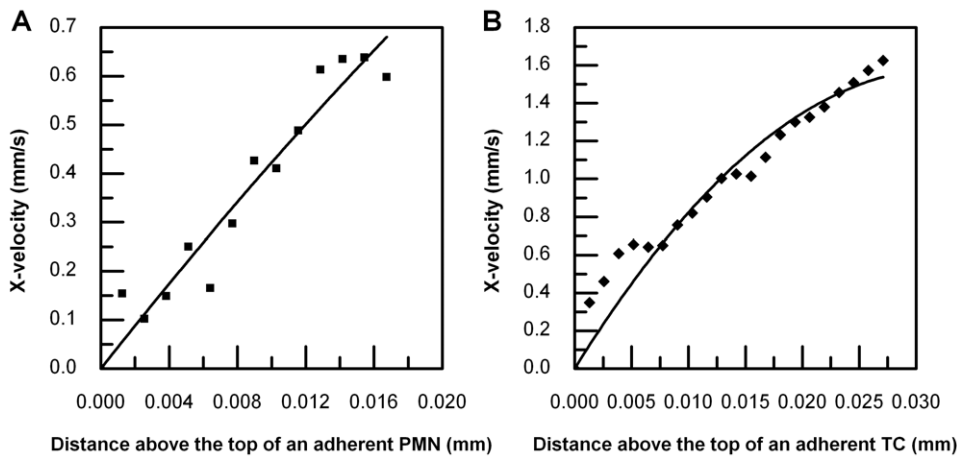 A
0.7
0.6
0.5
0.4
0.3
0.2
0.1
0.0
X-velocity (mm/s)
0.000 0.004 0.008 0.012 0.016 0.020
Distance above the top of an adherent PMN (mm)
B
1.8
1.6
1.4
1.2
1.0
0.8
0.6
0.4
0.2
0.0
X-velocity (mm/s)
0.000 0.005 0.010 0.015 0.020 0.025 0.030
Distance above the top of an adherent TC (mm)